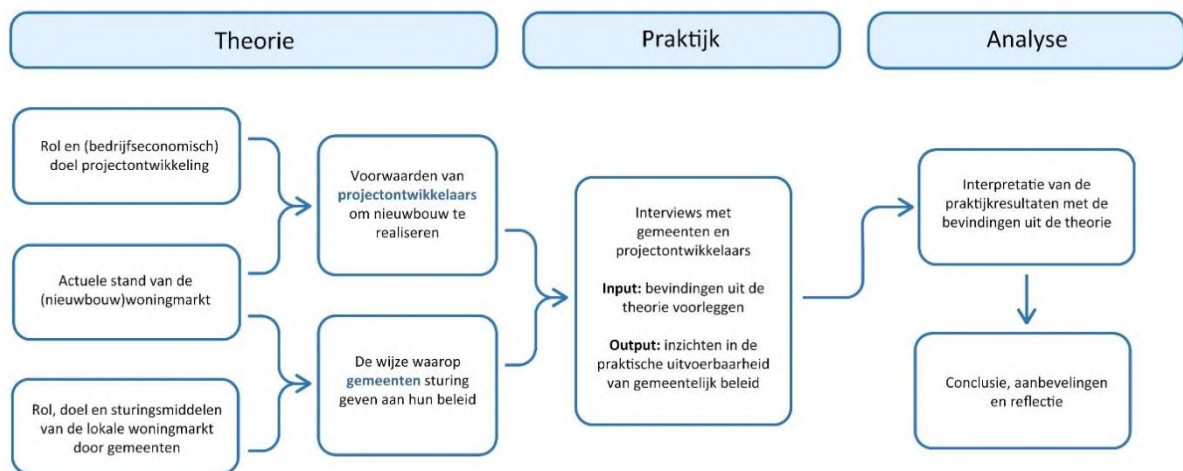 Theorie
Praktijk
Analyse
Rol en (bedrijfseconomisch)
doel projectontwikkeling
Actuele stand van de
(nieuwbouw)woningmarkt
Rol, doel en sturingsmiddelen
van de lokale woningmarkt
door gemeenten
Voorwaarden van
projectontwikkelaars
om nieuwbouw te
realiseren
De wijze waarop
gemeenten sturing
geven aan hun beleid
Interviews met
gemeenten en
projectontwikkelaars
Input: bevindingen uit de
theorie voorleggen
Output: inzichten in de
praktische uitvoerbaarheid
van gemeentelijk beleid
Interpretatie van de
praktijkresultaten met de
bevindingen uit de theorie
Conclusie, aanbevelingen
en reflectie